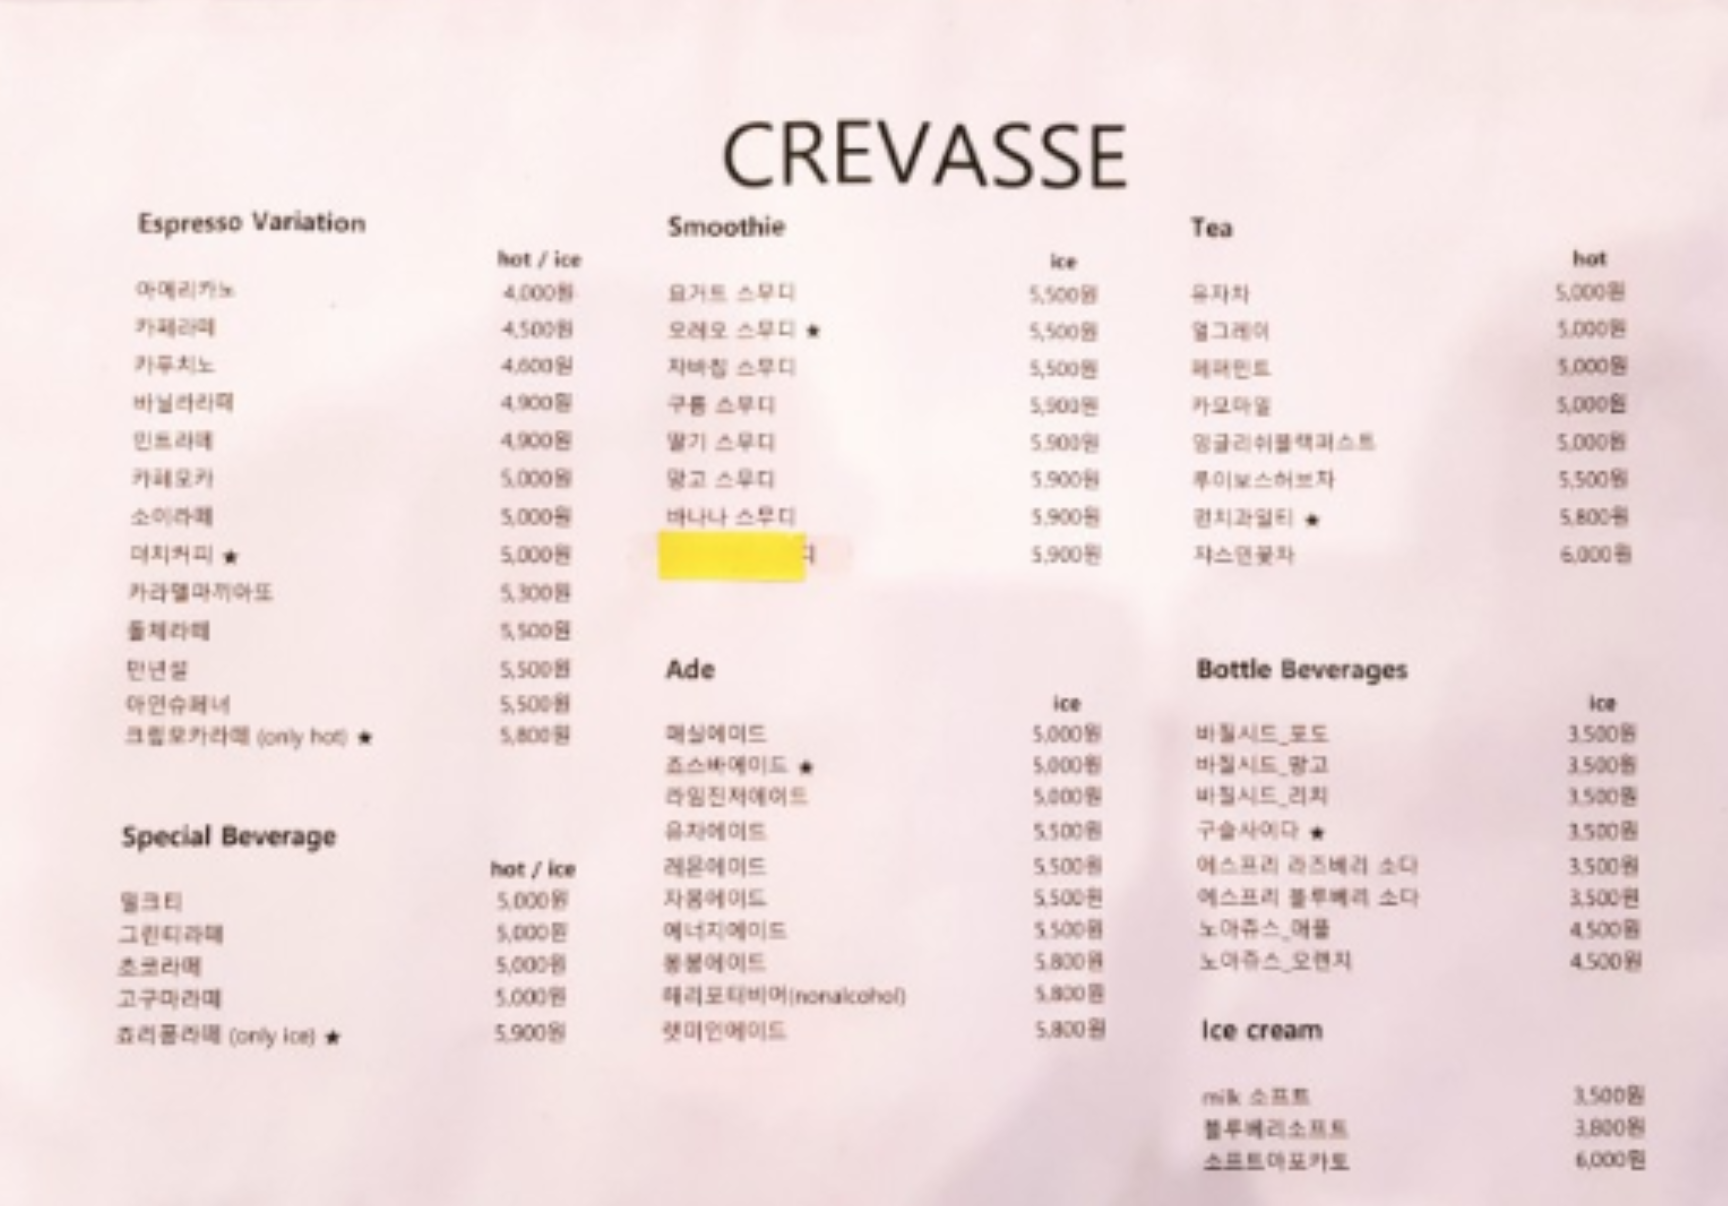 CREVASSE
Espresso Variation
hot / ice
아메리카노 4,000원
카페라떼 4,500원
카푸치노 4,600원
바닐라라떼 4,900원
민트라떼 4,900원
카페모카 5,000원
소이라떼 5,000원
더치커피 ★ 5,000원
카라멜마끼아또 5,300원
돌체라떼 5,500원
만년설 5,500원
아인슈페너 5,500원
크림모카라떼 (only hot) ★ 5,800원
Special Beverage
hot / ice
밀크티 5,000원
그린티라떼 5,000원
초코라떼 5,000원
고구마라떼 5,000원
쵸리퐁라떼 (only ice) ★ 5,900원
Smoothie
ice
요거트 스무디 5,500원
오레오 스무디 ★ 5,500원
자바칩 스무디 5,500원
구름 스무디 5,900원
딸기 스무디 5,900원
망고 스무디 5,900원
바나나 스무디 5,900원
5,900원
Ade
ice
매실에이드 5,000원
죠스바에이드 ★ 5,000원
라임진저에이드 5,000원
유자에이드 5,500원
레몬에이드 5,500원
자몽에이드 5,500원
에너지에이드 5,500원
봉봉에이드 5,800원
해리포터비어(nonalcohol) 5,800원
렛미인에이드 5,800원
Tea
hot
유자차 5,000원
얼그레이 5,000원
페퍼민트 5,000원
카모마일 5,000원
잉글리쉬블랙퍼스트 5,000원
루이보스허브차 5,500원
펀치과일티 ★ 5,800원
쟈스민꽃차 6,000원
Bottle Beverages
ice
바질시드_포도 3,500원
바질시드_망고 3,500원
바질시드_리치 3,500원
구슬사이다 ★ 3,500원
에스프리 라즈베리 소다 3,500원
에스프리 블루베리 소다 3,500원
노아쥬스_애플 4,500원
노아쥬스_오렌지 4,500원
Ice cream
milk 소프트 3,500원
블루베리소프트 3,800원
소프트아포카토 6,000원